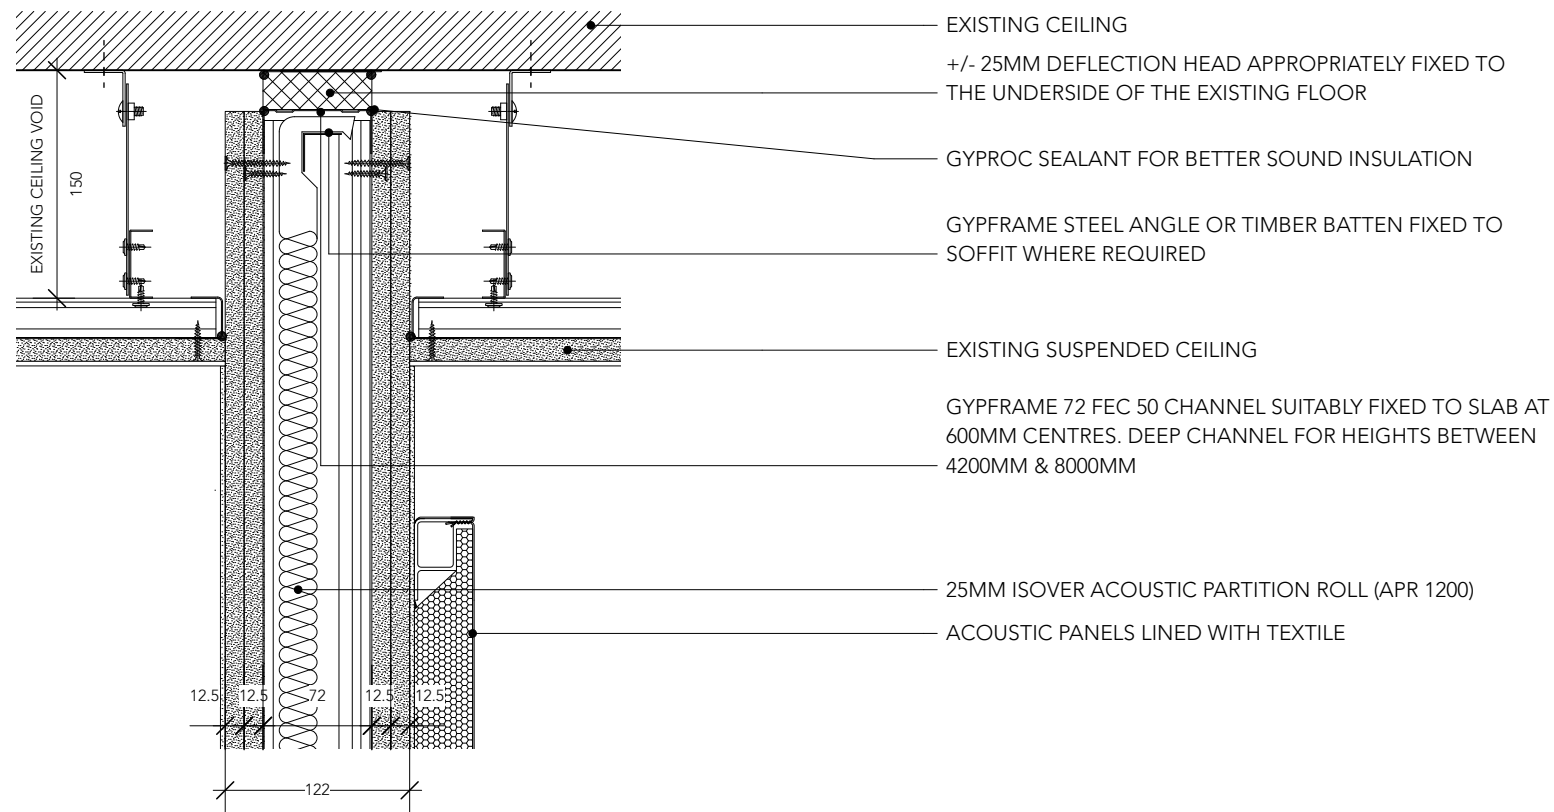 EXISTING CEILING
+/- 25MM DEFLECTION HEAD APPROPRIATELY FIXED TO
THE UNDERSIDE OF THE EXISTING FLOOR
GYPROC SEALANT FOR BETTER SOUND INSULATION
GYPFRAME STEEL ANGLE OR TIMBER BATTEN FIXED TO
SOFFIT WHERE REQUIRED
EXISTING SUSPENDED CEILING
GYPFRAME 72 FEC 50 CHANNEL SUITABLY FIXED TO SLAB AT
600MM CENTRES. DEEP CHANNEL FOR HEIGHTS BETWEEN
4200MM & 8000MM
25MM ISOVER ACOUSTIC PARTITION ROLL (APR 1200)
ACOUSTIC PANELS LINED WITH TEXTILE
EXISTING CEILING VOID
150
12.5 12.5 72 12.5 12.5
122